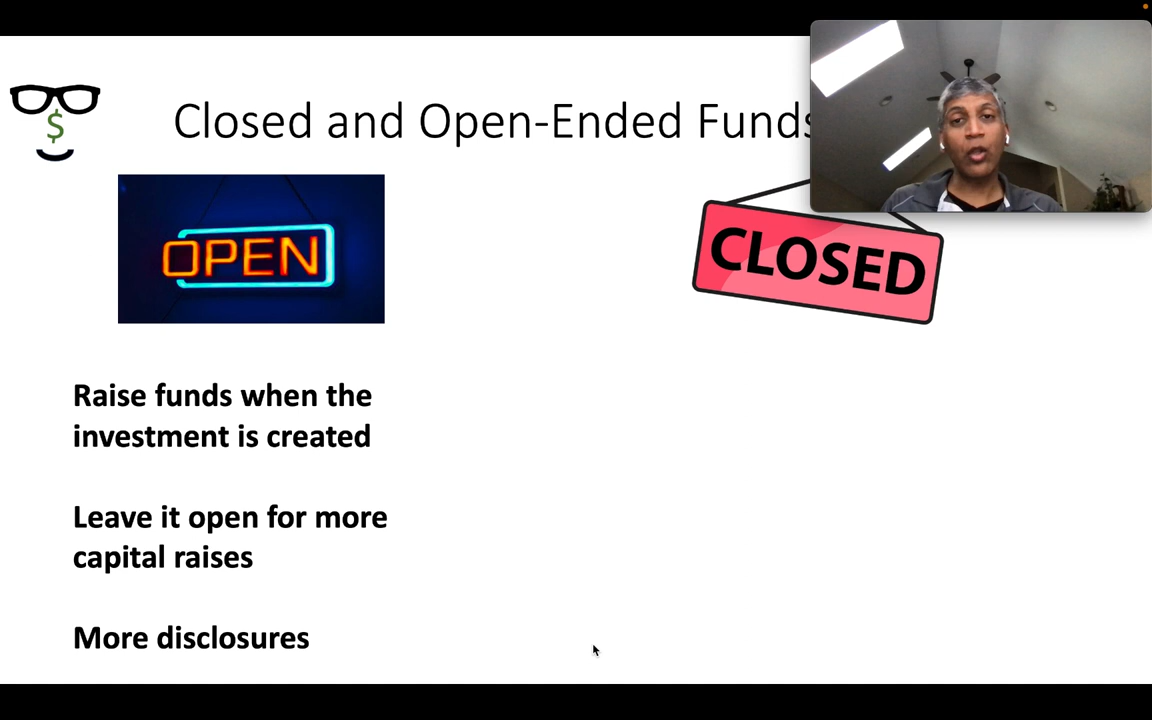 Closed and Open-Ended Funds
$
OPEN
CLOSED
Raise funds when the
investment is created
Leave it open for more
capital raises
More disclosures